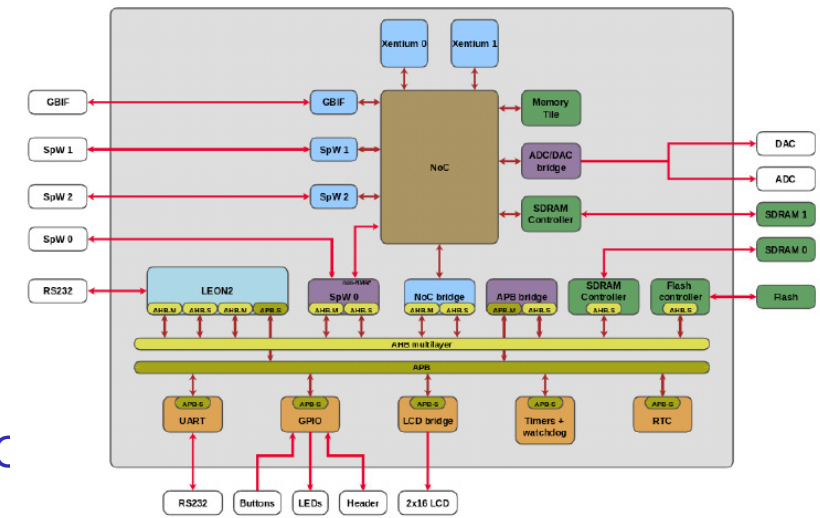 Xentium 0
Xentium 1
GBIF
GBIF
Memory
Tile
SpW 1
SpW 1
NoC
ADC/DAC
bridge
DAC
ADC
SpW 2
SpW 2
SDRAM
Controller
SDRAM 1
SpW 0
SDRAM 0
RS232
LEON2
AHB-M
AHB-S
AHB-M
APB-S
SpW 0
AHB-M
AHB-S
NoC bridge
AHB-M
AHB-S
APB bridge
APB-M
AHB-S
SDRAM
Controller
AHB-S
Flash
controller
AHB-S
Flash
AHB multilayer
APB
APB-S
UART
APB-S
GPIO
APB-S
LCD bridge
APB-S
Timers +
watchdog
APB-S
RTC
RS232
Buttons
LEDs
Header
2x16 LCD